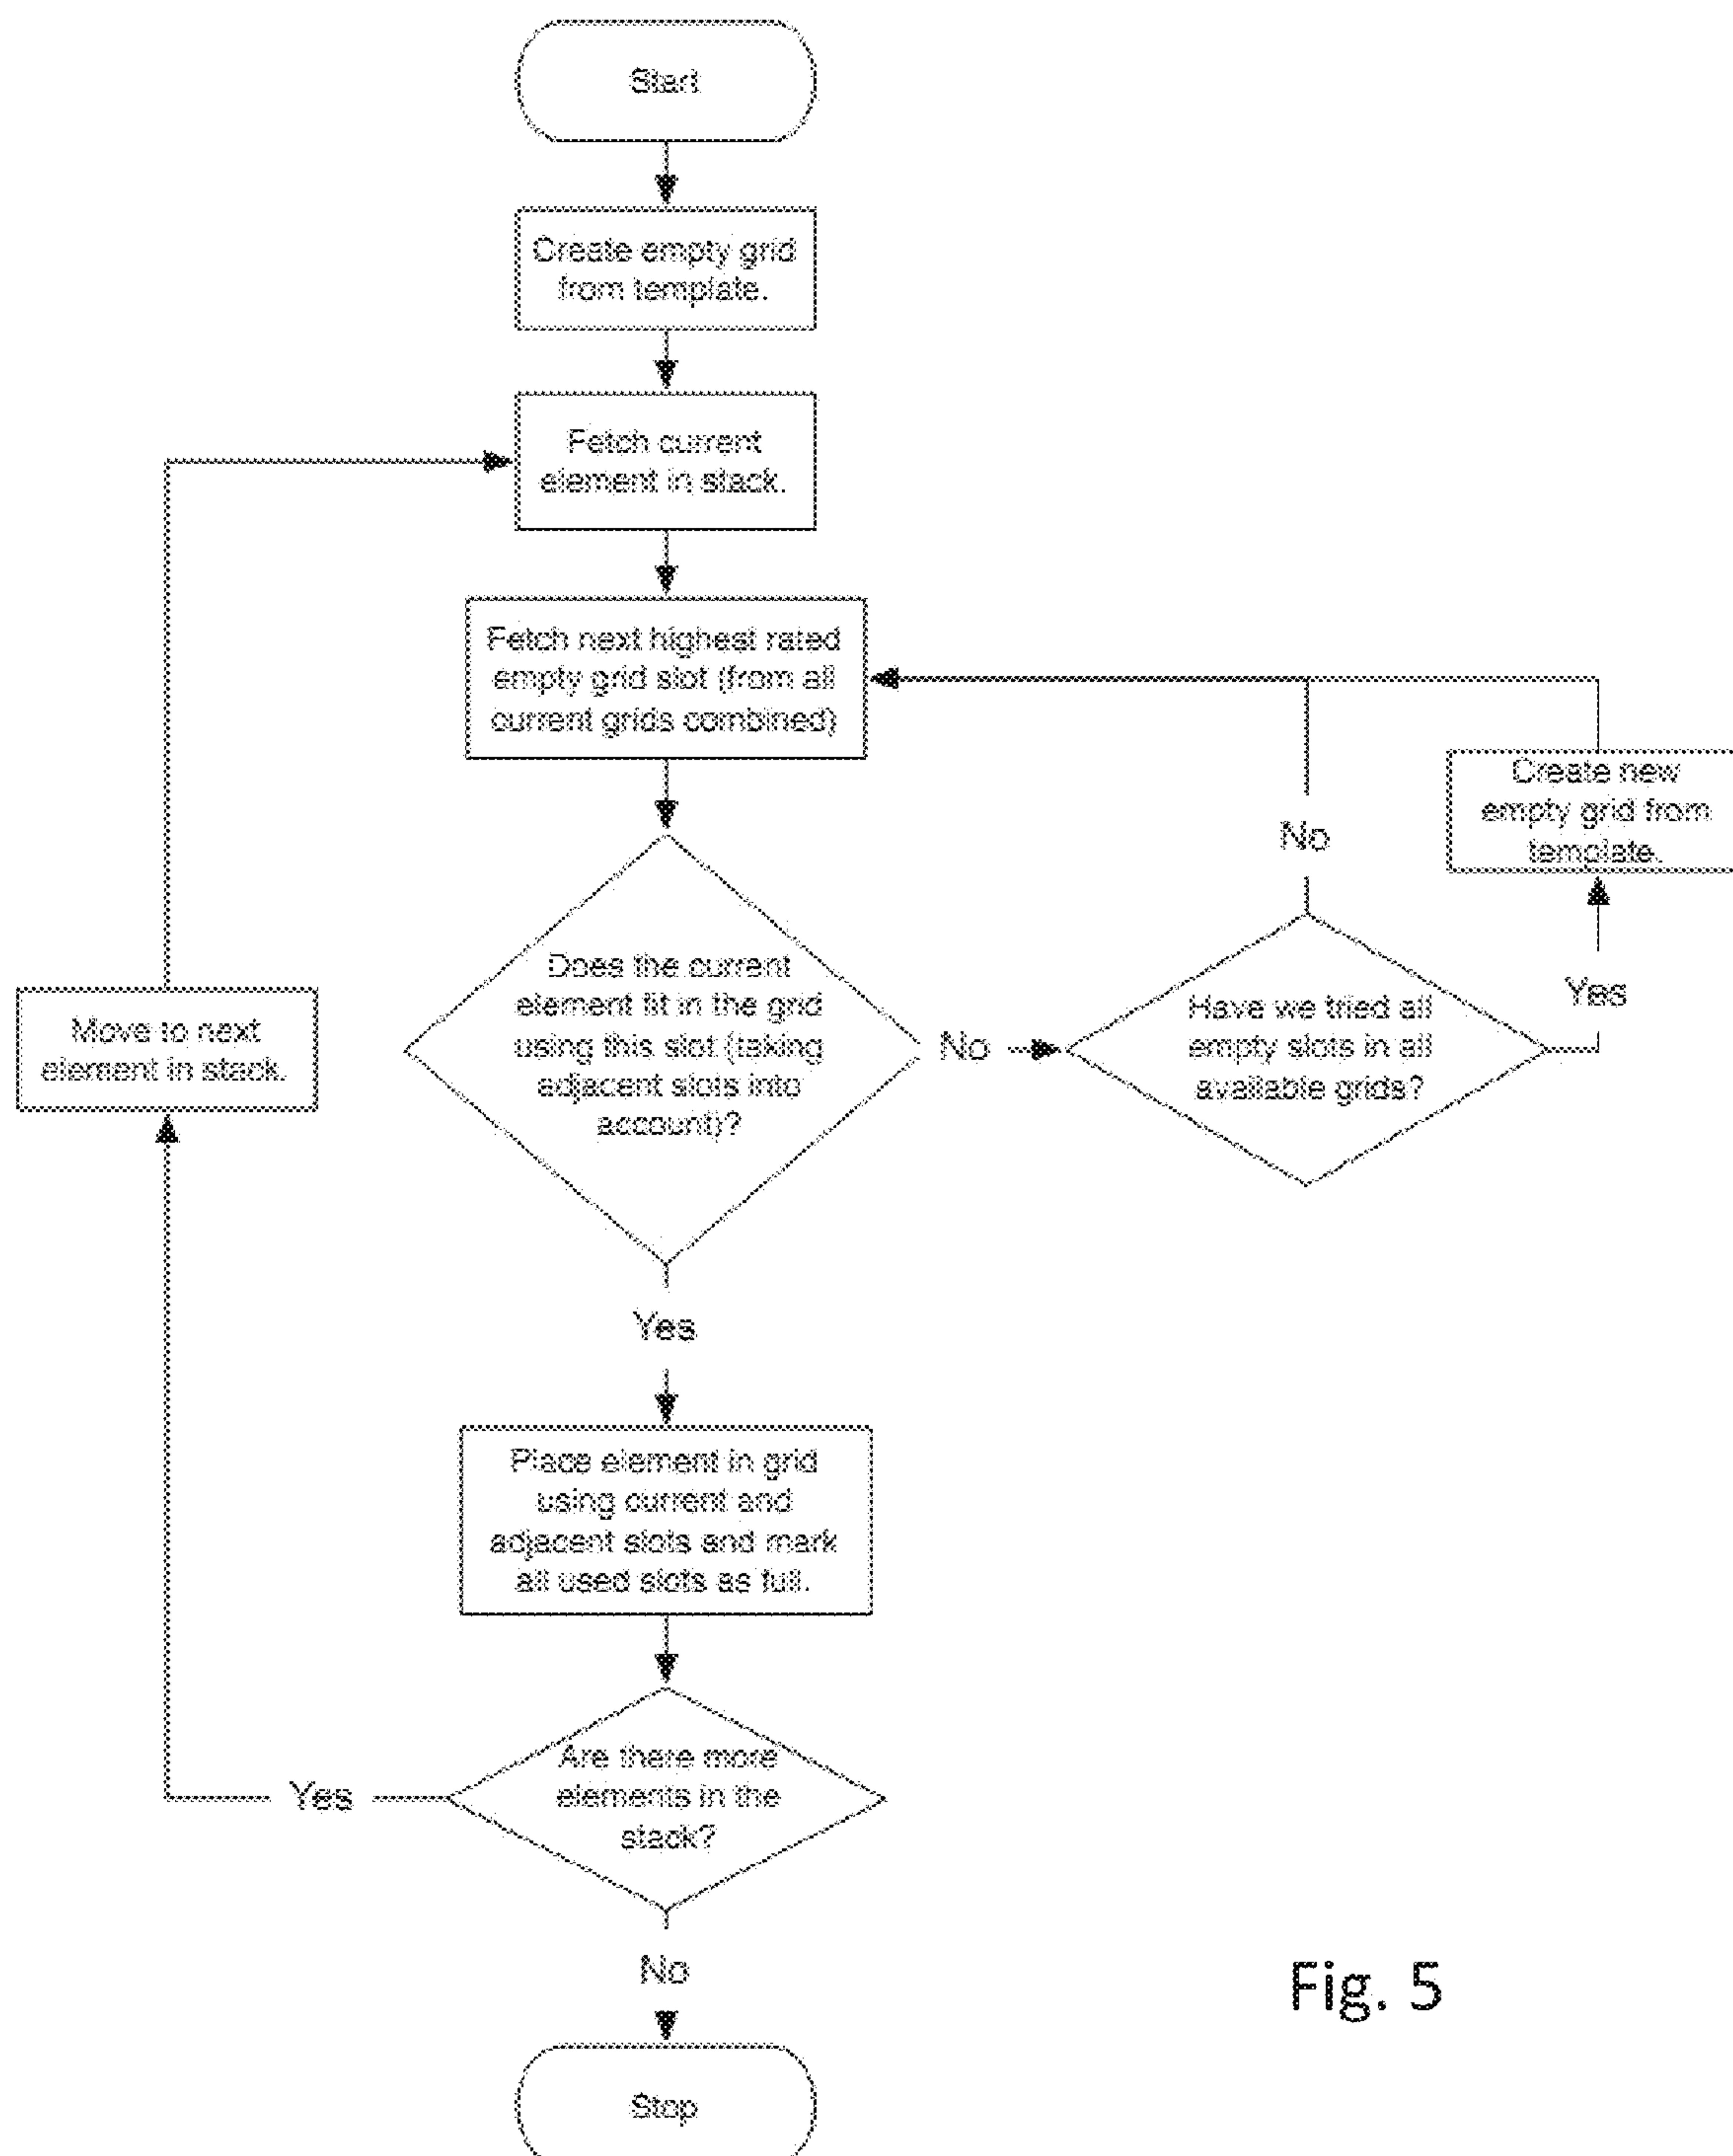 Start
Create empty grid
from template.
Fetch current
element in stack.
Fetch next highest rated
empty grid slot (from all
current grids combined)
Create new
empty grid from
template.
No
Yes
Does the current
element fit in the grid
using this slot (taking
adjacent slots into
account)?
No
Have we tried all
empty slots in all
available grids?
Move to next
element in stack.
Yes
Place element in grid
using current and
adjacent slots and mark
all used slots as full.
Are there more
elements in the
stack?
Yes
No
Stop
Fig. 5